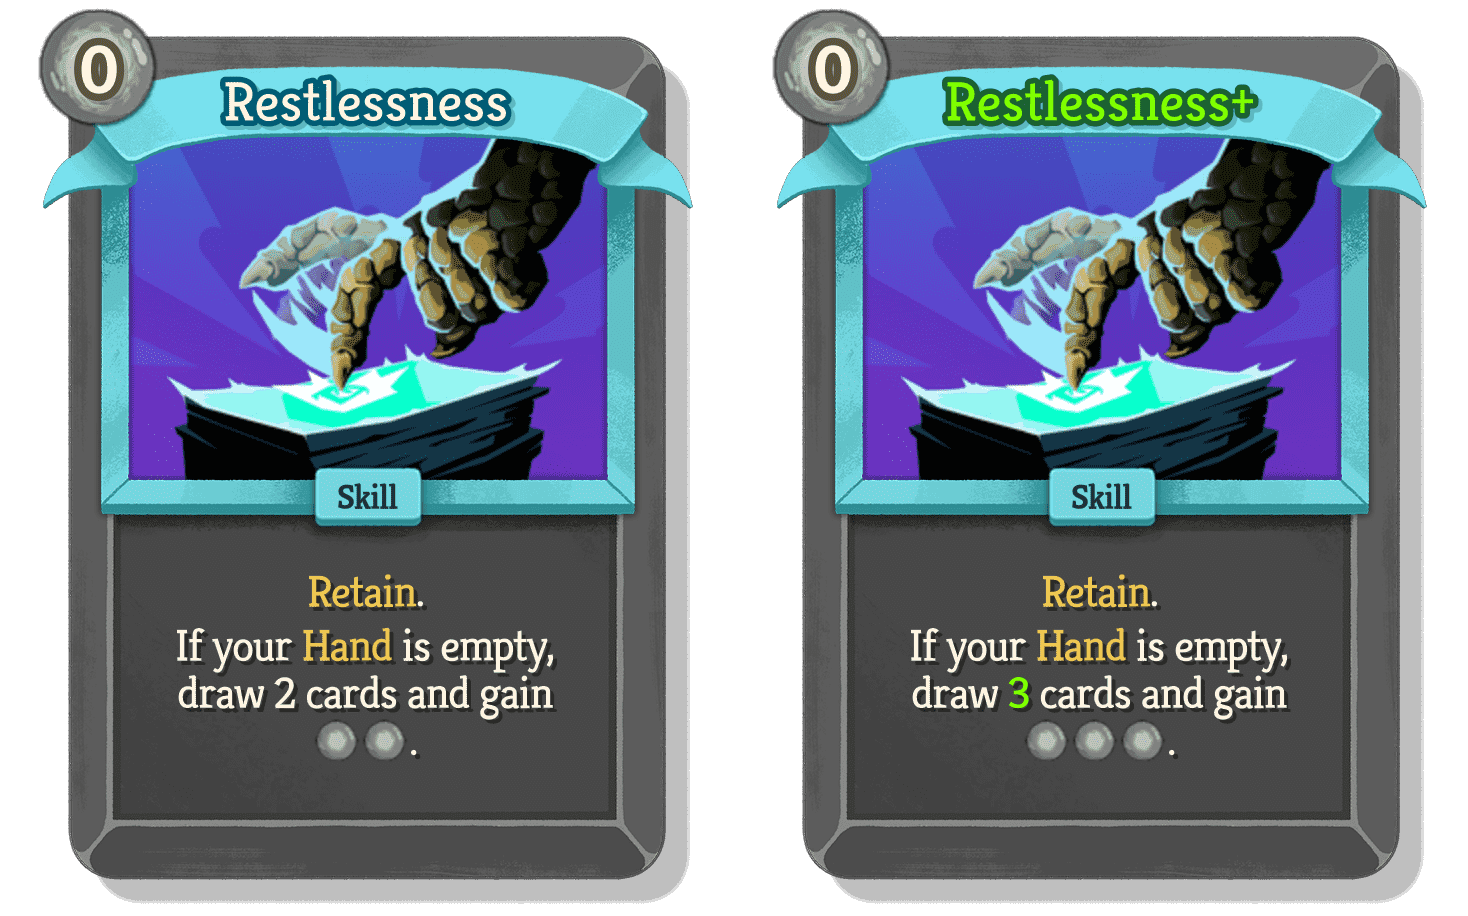 0
Restlessness
Skill
Retain.
If your Hand is empty,
draw 2 cards and gain
.
0
Restlessness+
Skill
Retain.
If your Hand is empty,
draw 3 cards and gain
.